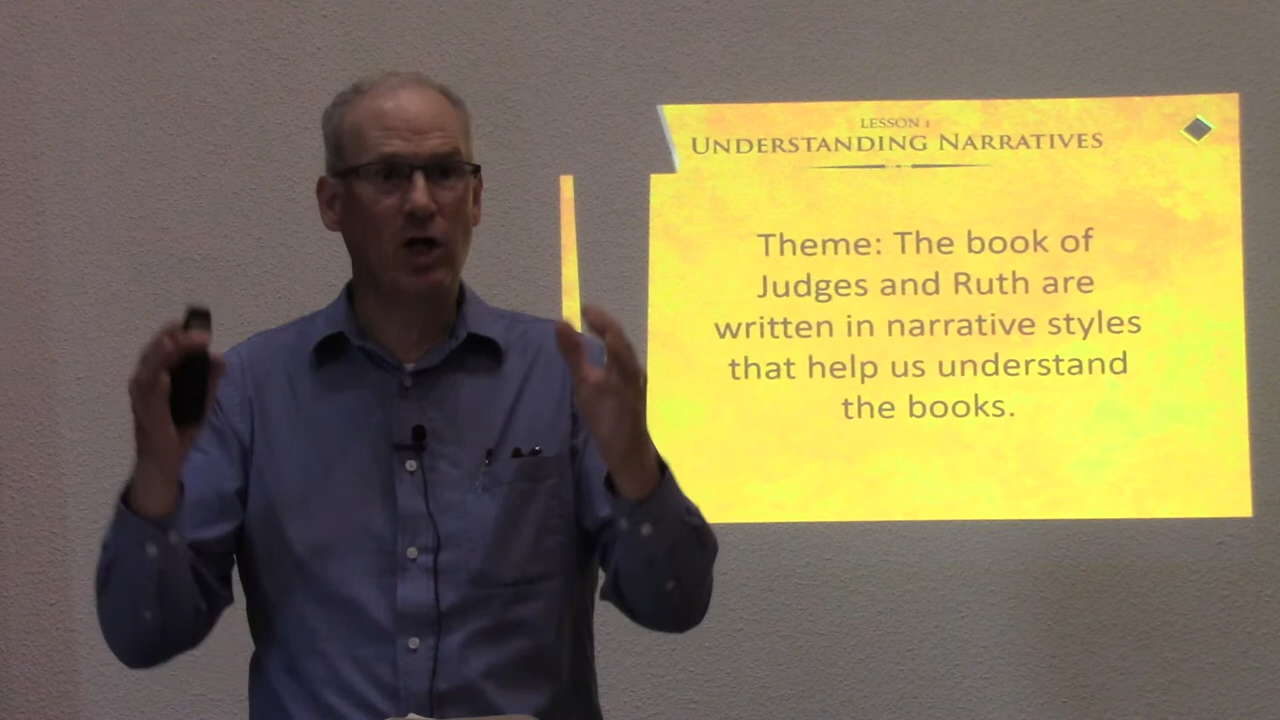 LESSON 1
UNDERSTANDING NARRATIVES
Theme: The book of
Judges and Ruth are
written in narrative styles
that help us understand
the books.